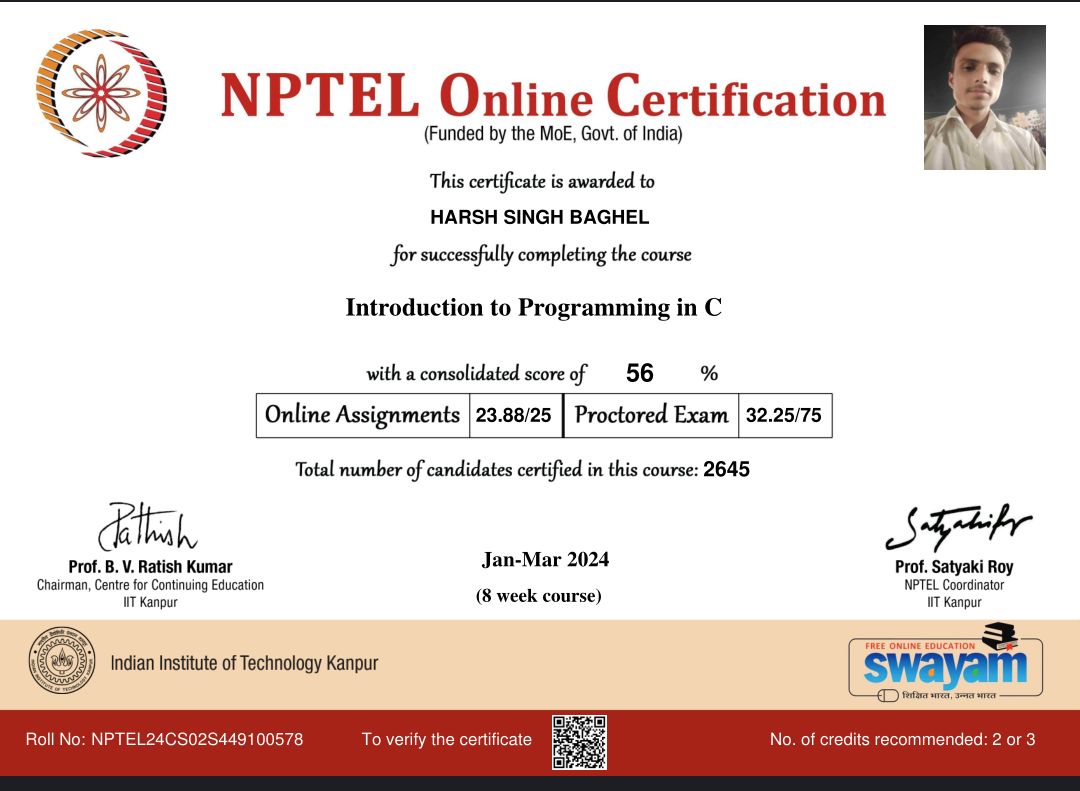 NPTEL Online Certification
(Funded by the MoE, Govt. of India)
This certificate is awarded to
HARSH SINGH BAGHEL
for successfully completing the course
Introduction to Programming in C
with a consolidated score of 56 %
Online Assignments 23.88/25 Proctored Exam 32.25/75
Total number of candidates certified in this course: 2645
Prof. B. V. Ratish Kumar
Chairman, Centre for Continuing Education
IIT Kanpur
Jan-Mar 2024
(8 week course)
Prof. Satyaki Roy
NPTEL Coordinator
IIT Kanpur
Indian Institute of Technology Kanpur
FREE ONLINE EDUCATION
swayam
शिक्षित भारत, उन्नत भारत
Roll No: NPTEL24CS02S449100578 To verify the certificate No. of credits recommended: 2 or 3